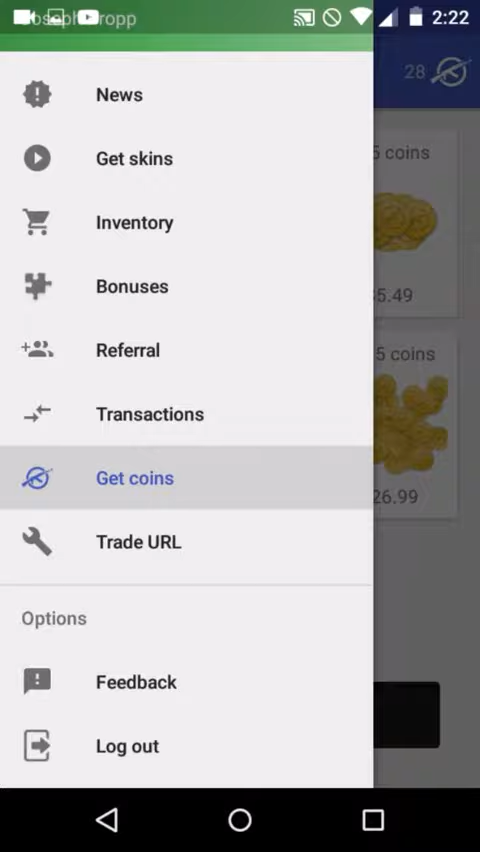 2:22
28
News
5 coins
Get skins
Inventory
Bonuses
5.49
Referral
5 coins
Transactions
Get coins
26.99
Trade URL
Options
Feedback
Log out